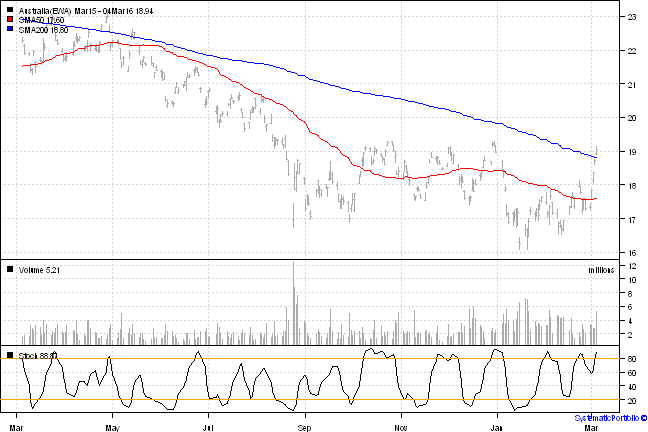 Australia(EWA) Mar15 - 04Mar16 18.94
SMA50 17.60
SMA200 18.80
23
22
21
20
19
18
17
16
Volume 5.21
millions
12
10
8
6
4
2
Stoch
80
60
40
20
Mar
May
Jul
Sep
Nov
Jan
Mar
SystematicPortfolio ©